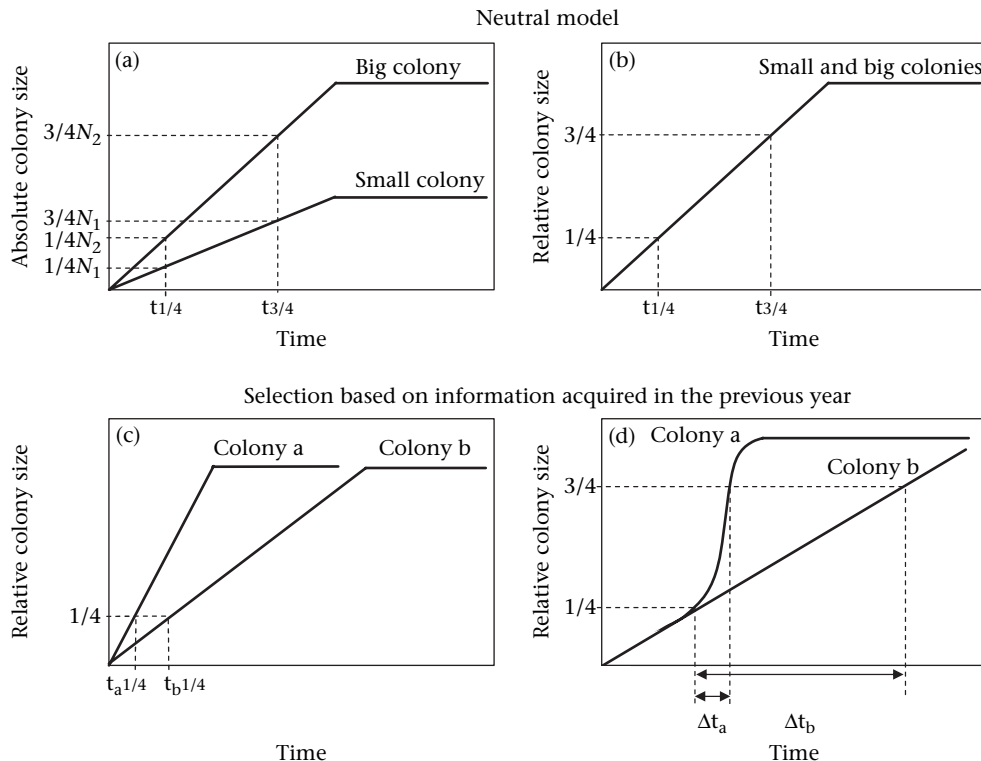 Neutral model
(a)
Big colony
Small colony
3/4N2
3/4N1
1/4N2
1/4N1
Absolute colony size
t1/4
t3/4
Time
(b)
Small and big colonies
3/4
1/4
Relative colony size
t1/4
t3/4
Time
Selection based on information acquired in the previous year
(c)
Colony a
Colony b
1/4
Relative colony size
ta1/4
tb1/4
Time
(d)
Colony a
Colony b
3/4
1/4
Relative colony size
Δta
Δtb
Time